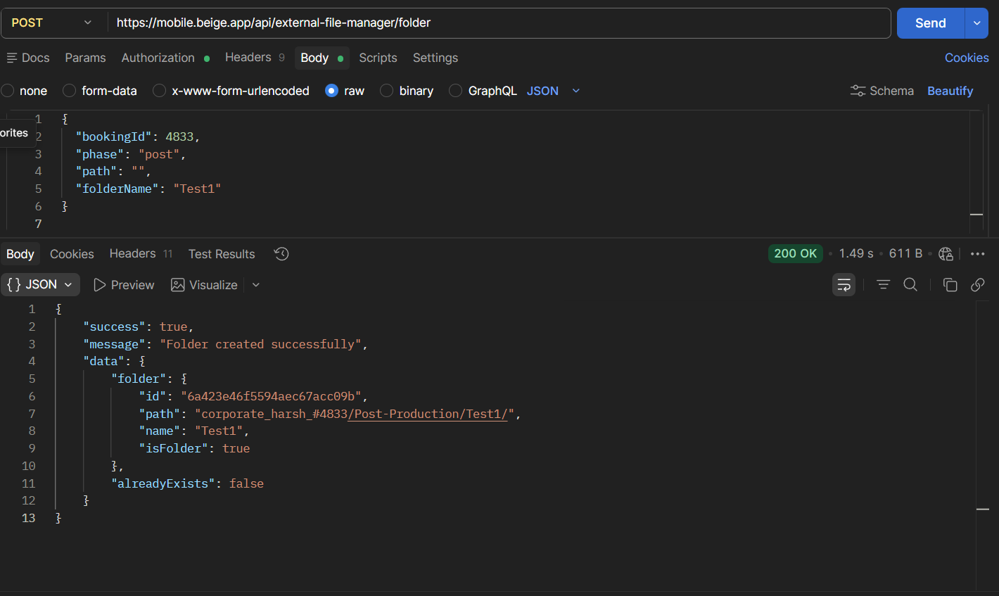 POST https://mobile.beige.app/api/external-file-manager/folder Send
Docs Params Authorization Headers 9 Body Scripts Settings Cookies
none form-data x-www-form-urlencoded raw binary GraphQL JSON Schema Beautify
1 {
orites
2 "bookingId": 4833,
3 "phase": "post",
4 "path": "",
5 "folderName": "Test1"
6 }
7
Body Cookies Headers 11 Test Results 200 OK • 1.49 s • 611 B •
{} JSON Preview Visualize
1 {
2 "success": true,
3 "message": "Folder created successfully",
4 "data": {
5 "folder": {
6 "id": "6a423e46f5594aec67acc09b",
7 "path": "corporate_harsh_#4833/Post-Production/Test1/",
8 "name": "Test1",
9 "isFolder": true
10 },
11 "alreadyExists": false
12 }
13 }